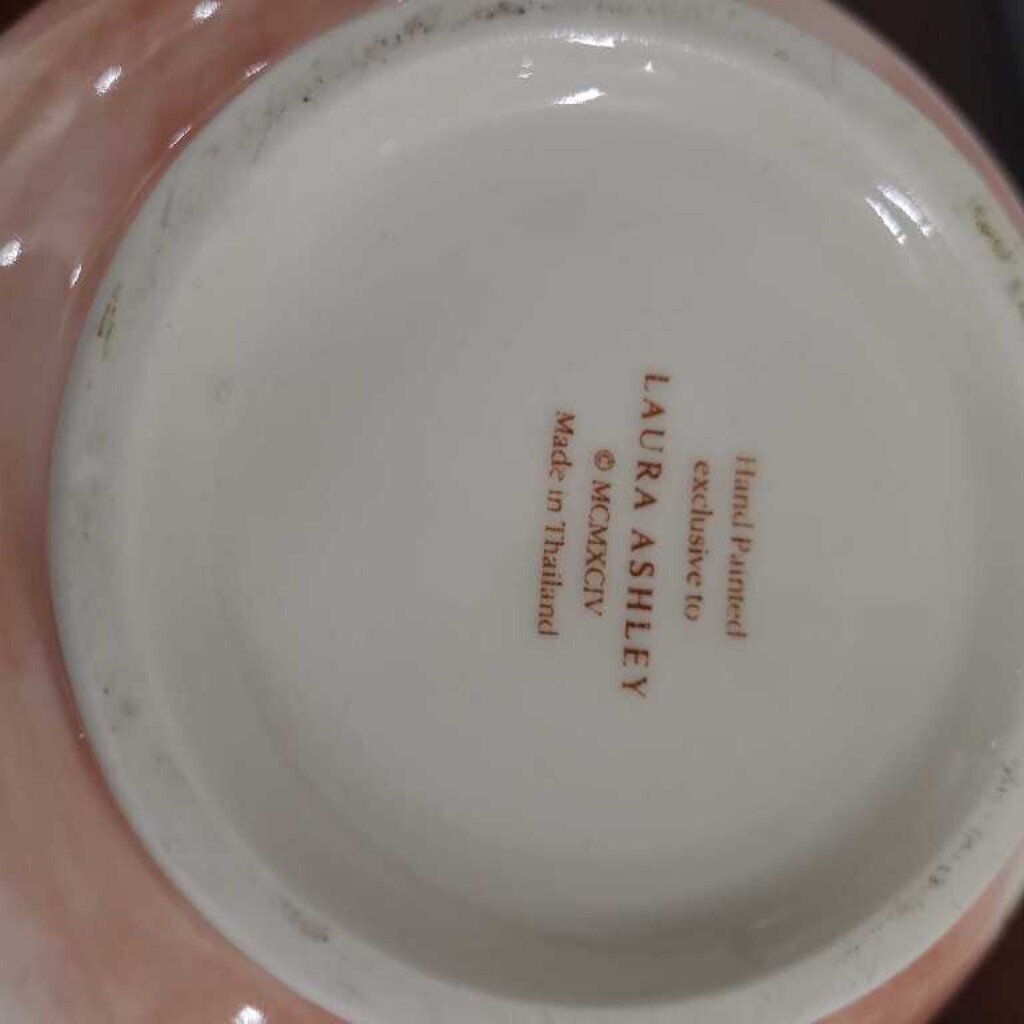 Hand Painted
exclusive to
LAURA ASHLEY
© MCMXCIV
Made in Thailand